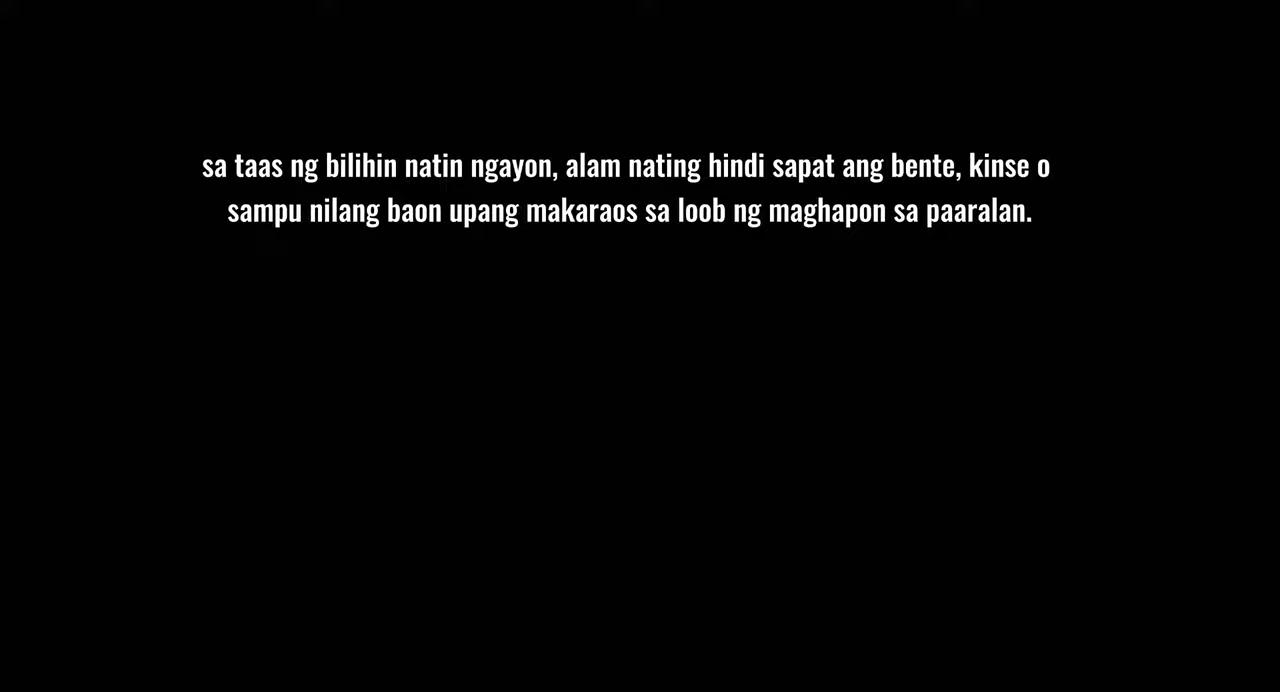 sa taas ng bilihin natin ngayon, alam nating hindi sapat ang bente, kinse o
sampu nilang baon upang makaraos sa loob ng maghapon sa paaralan.